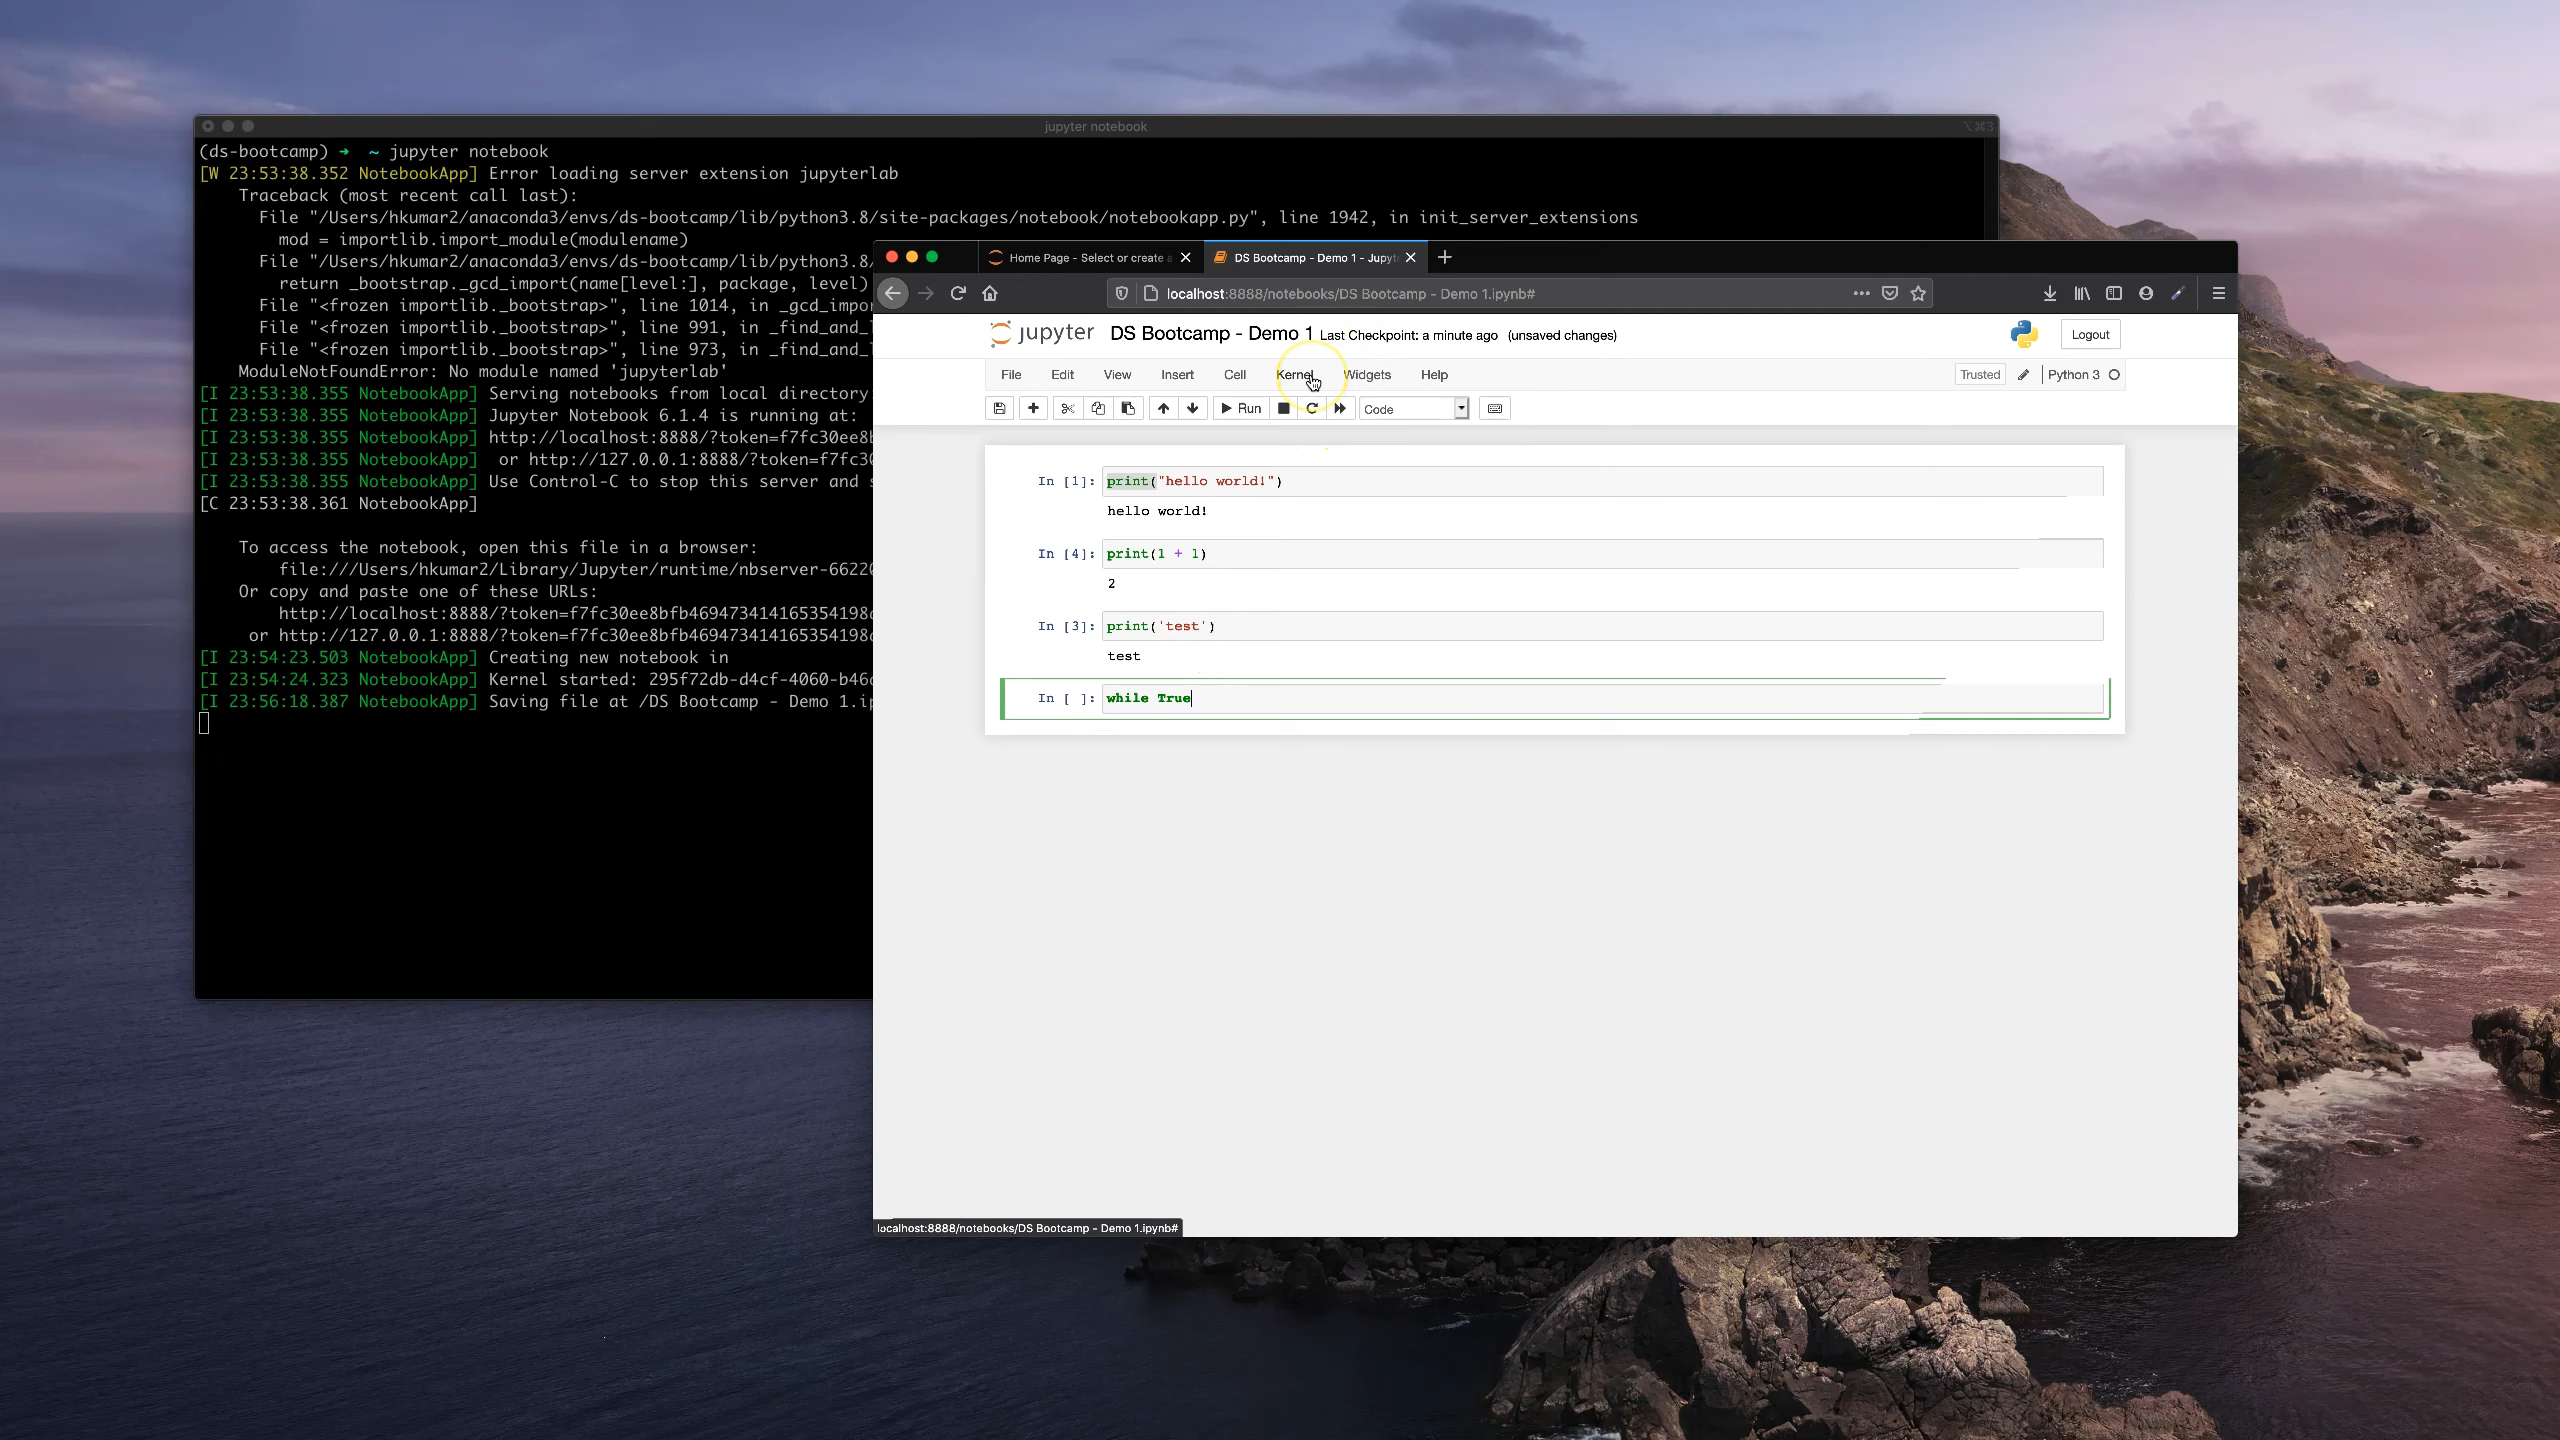 jupyter notebook
⌥⌘3
(ds-bootcamp) ➜ ~ jupyter notebook
[W 23:53:38.352 NotebookApp] Error loading server extension jupyterlab
Traceback (most recent call last):
File "/Users/hkumar2/anaconda3/envs/ds-bootcamp/lib/python3.8/site-packages/notebook/notebookapp.py", line 1942, in init_server_extensions
mod = importlib.import_module(modulename)
File "/Users/hkumar2/anaconda3/envs/ds-bootcamp/lib/python3.8/
return _bootstrap._gcd_import(name[level:], package, level)
File "<frozen importlib._bootstrap>", line 1014, in _gcd_impor
File "<frozen importlib._bootstrap>", line 991, in _find_and_l
File "<frozen importlib._bootstrap>", line 973, in _find_and_l
ModuleNotFoundError: No module named 'jupyterlab'
[I 23:53:38.355 NotebookApp] Serving notebooks from local directory
[I 23:53:38.355 NotebookApp] Jupyter Notebook 6.1.4 is running at:
[I 23:53:38.355 NotebookApp] http://localhost:8888/?token=f7fc30ee8b
[I 23:53:38.355 NotebookApp] or http://127.0.0.1:8888/?token=f7fc3
[I 23:53:38.355 NotebookApp] Use Control-C to stop this server and s
[C 23:53:38.361 NotebookApp]
To access the notebook, open this file in a browser:
file:///Users/hkumar2/Library/Jupyter/runtime/nbserver-66220
Or copy and paste one of these URLs:
http://localhost:8888/?token=f7fc30ee8bfb469473414165354198
or http://127.0.0.1:8888/?token=f7fc30ee8bfb469473414165354198
[I 23:54:23.503 NotebookApp] Creating new notebook in
[I 23:54:24.323 NotebookApp] Kernel started: 295f72db-d4cf-4060-b46
[I 23:56:18.387 NotebookApp] Saving file at /DS Bootcamp - Demo 1.ip
Home Page - Select or create a
DS Bootcamp - Demo 1 - Jupyt
localhost:8888/notebooks/DS Bootcamp - Demo 1.ipynb#
jupyter DS Bootcamp - Demo 1 Last Checkpoint: a minute ago (unsaved changes)
Logout
File Edit View Insert Cell Kernel Widgets Help
Trusted Python 3
Run Code
In [1]: print("hello world!")
hello world!
In [4]: print(1 + 1)
2
In [3]: print('test')
test
In [ ]: while True
localhost:8888/notebooks/DS Bootcamp - Demo 1.ipynb#